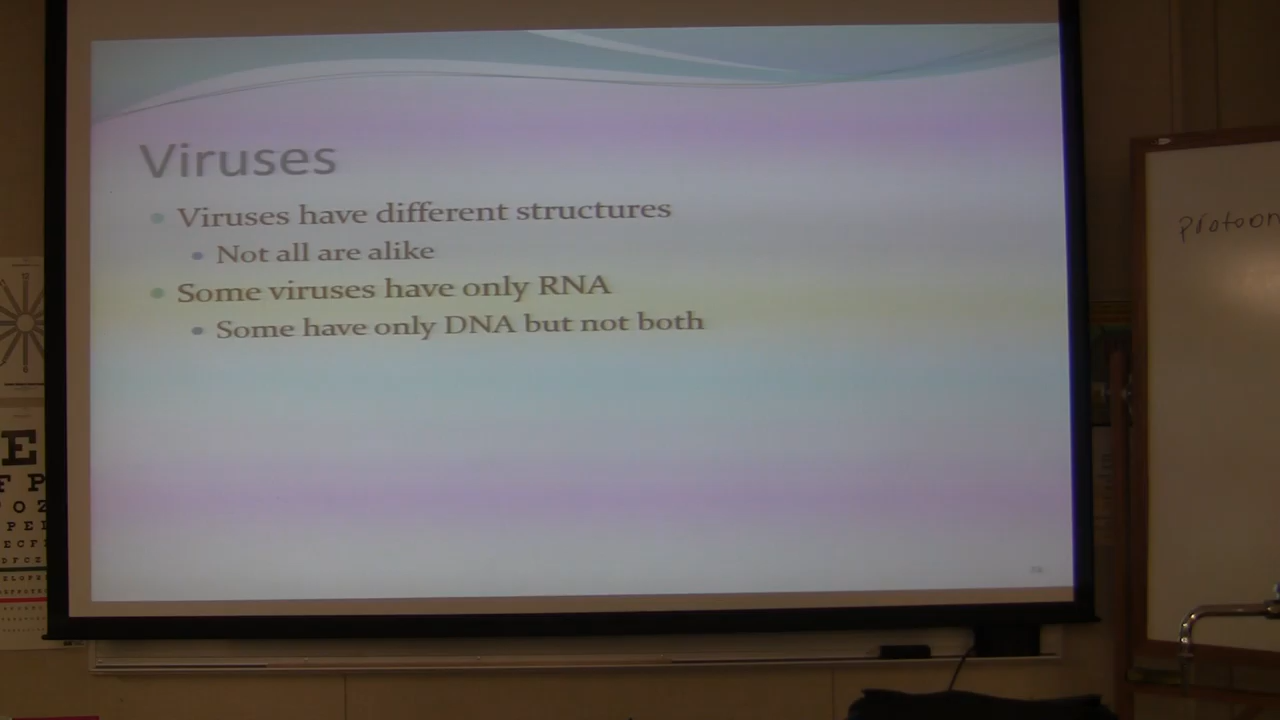 Viruses
Viruses have different structures
Not all are alike
Some viruses have only RNA
Some have only DNA but not both
E
F P
O Z
P E
E C F
D F C Z